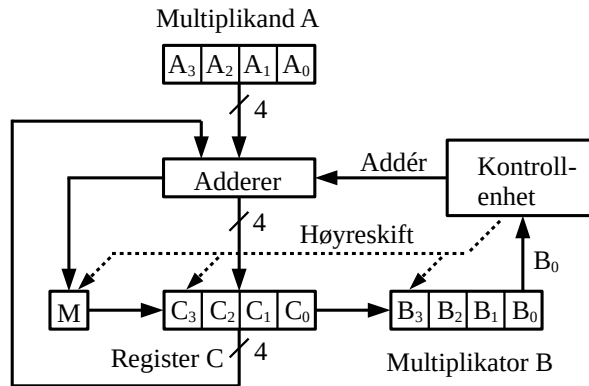 Multiplikand A
A₃ A₂ A₁ A₀
4
Addér
Adderer
Kontroll-
enhet
4
Høyreskift
B₀
M
C₃ C₂ C₁ C₀
B₃ B₂ B₁ B₀
Register C
4
Multiplikator B